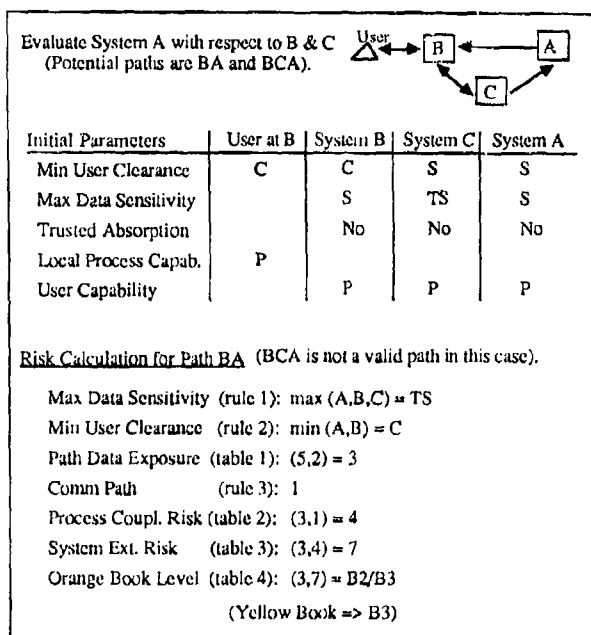 Evaluate System A with respect to B & C
(Potential paths are BA and BCA).
User
B
A
C
Initial Parameters User at B System B System C System A
Min User Clearance C C S S
Max Data Sensitivity S TS S
Trusted Absorption No No No
Local Process Capab. P
User Capability P P P
Risk Calculation for Path BA (BCA is not a valid path in this case).
Max Data Sensitivity (rule 1): max (A,B,C) = TS
Min User Clearance (rule 2): min (A,B) = C
Path Data Exposure (table 1): (5,2) = 3
Comm Path (rule 3): 1
Process Coupl. Risk (table 2): (3,1) = 4
System Ext. Risk (table 3): (3,4) = 7
Orange Book Level (table 4): (3,7) = B2/B3
(Yellow Book => B3)